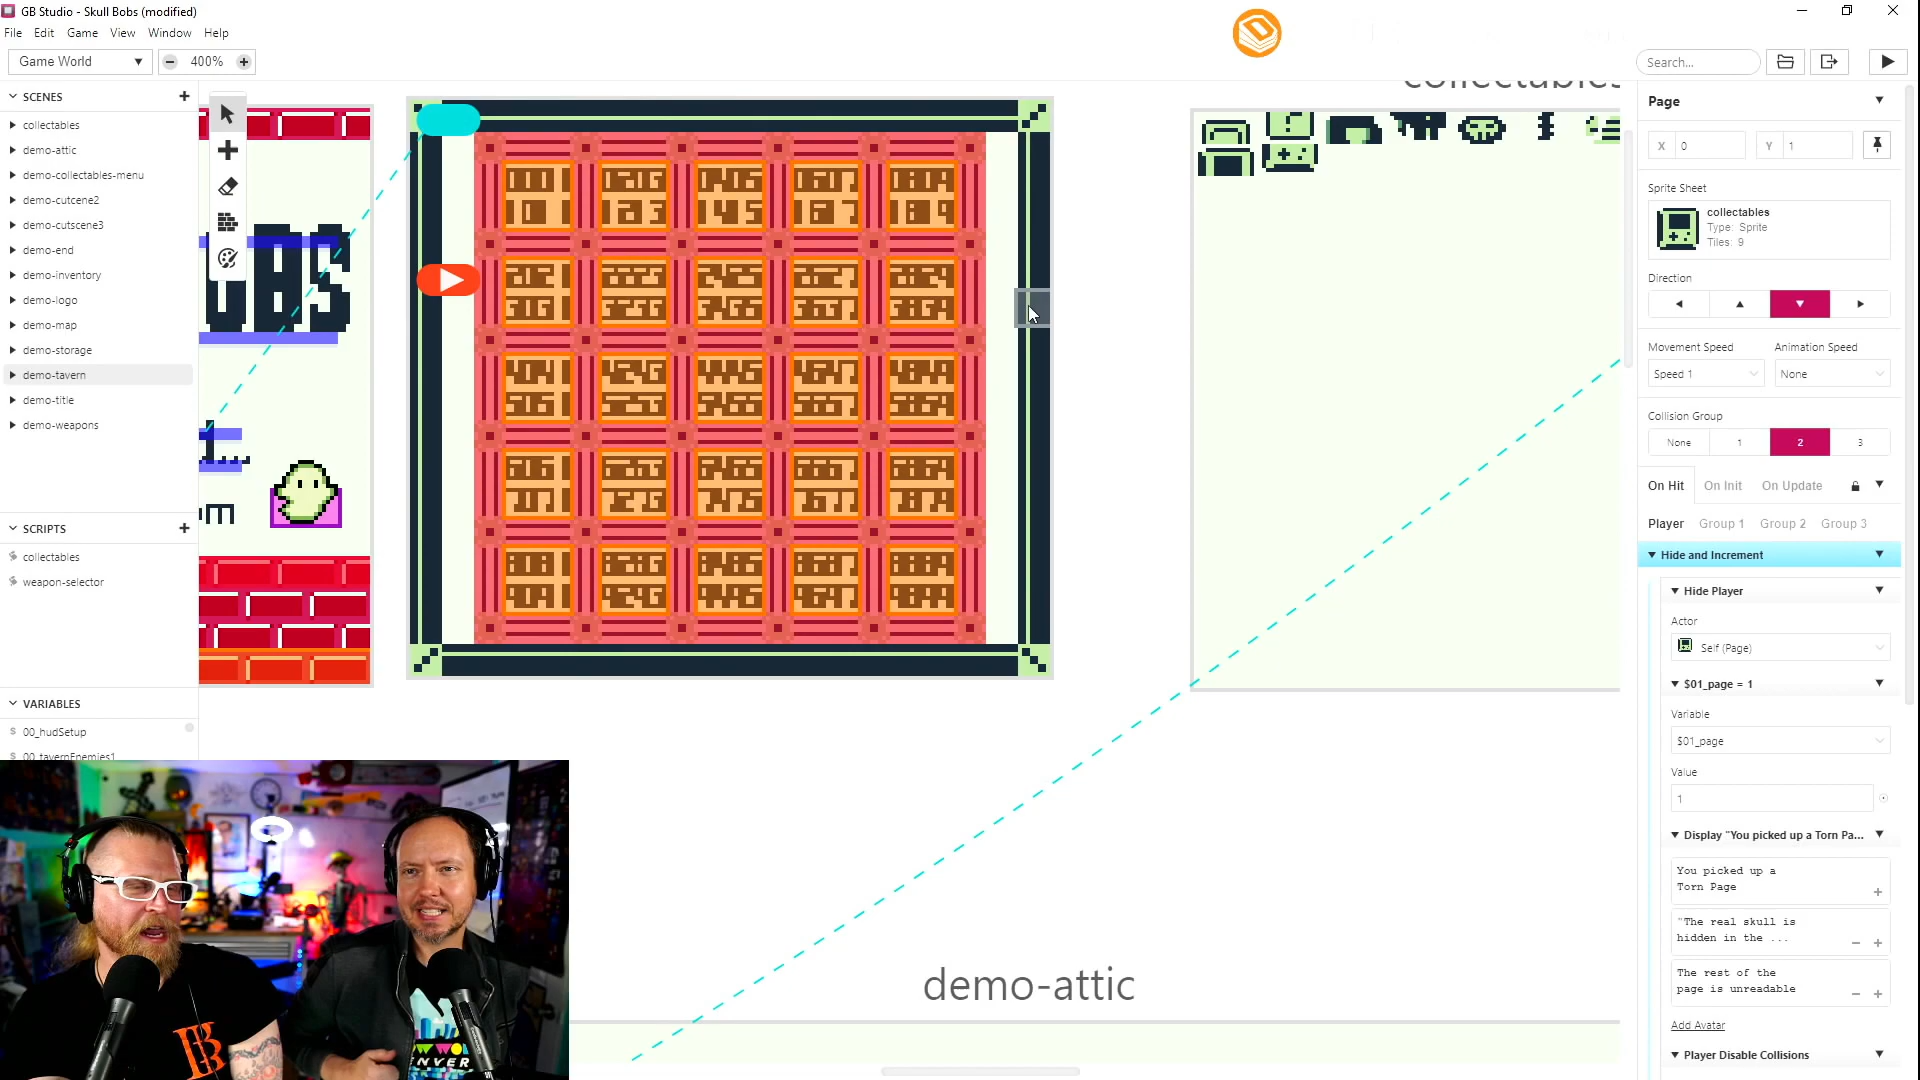 GB Studio - Skull Bobs (modified)
File Edit Game View Window Help
Game World
400%
Search...
SCENES
collectables
demo-attic
demo-collectables-menu
demo-cutcene2
demo-cutscene3
demo-end
demo-inventory
demo-logo
demo-map
demo-storage
demo-tavern
demo-title
demo-weapons
SCRIPTS
collectables
weapon-selector
VARIABLES
$ 00_hudSetup
$ 00_tavernEnemies1
collectables
demo-attic
Page
X 0 Y 1
Sprite Sheet
collectables
Type: Sprite
Tiles: 9
Direction
Movement Speed Animation Speed
Speed 1 None
Collision Group
None 1 2 3
On Hit On Init On Update
Player Group 1 Group 2 Group 3
Hide and Increment
Hide Player
Actor
Self (Page)
$01_page = 1
Variable
$01_page
Value
1
Display "You picked up a Torn Pa...
You picked up a
Torn Page
"The real skull is
hidden in the ...
The rest of the
page is unreadable
Add Avatar
Player Disable Collisions